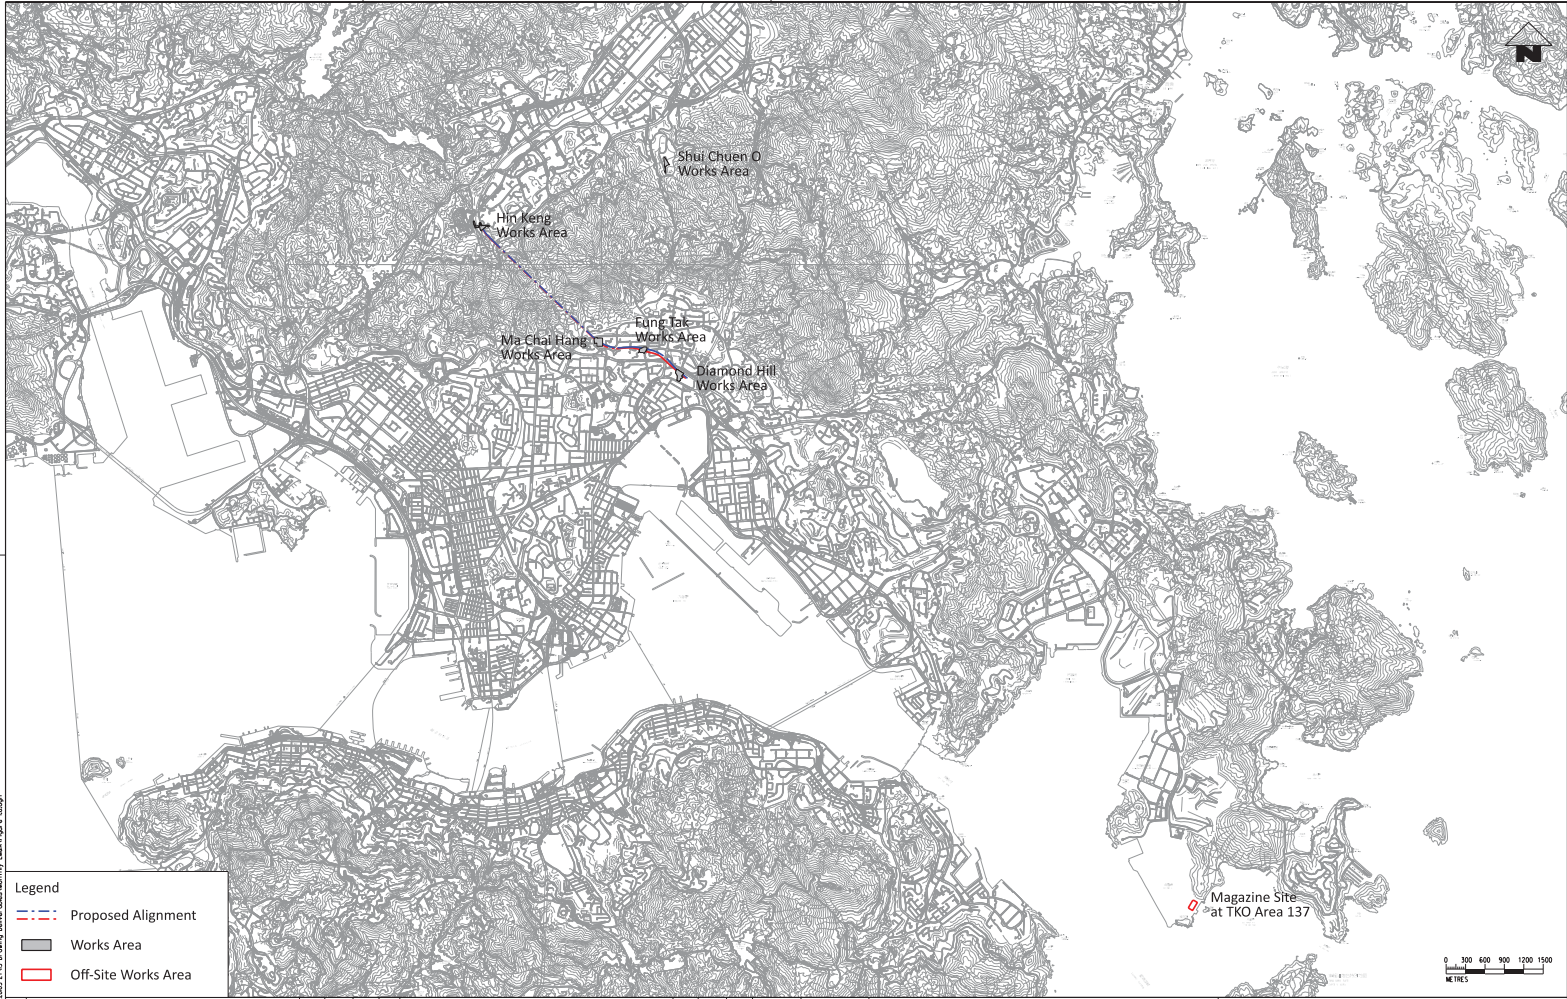 N
Shui Chuen O
Works Area
Hin Keng
Works Area
Fung Tak
Works Area
Ma Chai Hang
Works Area
Diamond Hill
Works Area
Magazine Site
at TKO Area 137
Legend
Proposed Alignment
Works Area
Off-Site Works Area
0 300 600 900 1200 1500
METRES